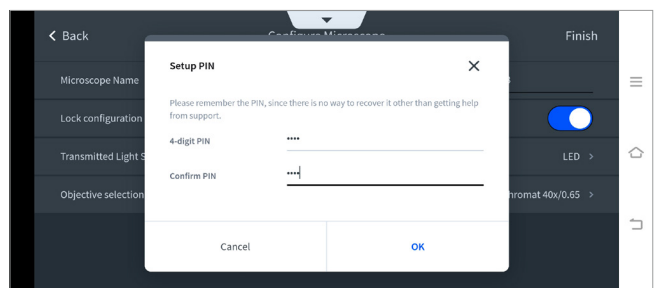 Back
Configure Microscope
Finish
Setup PIN
Microscope Name
Please remember the PIN, since there is no way to recover it other than getting help
from support.
Lock configuration
4-digit PIN
••••
Transmitted Light S
LED
Confirm PIN
••••
Objective selection
hromat 40x/0.65
Cancel
OK